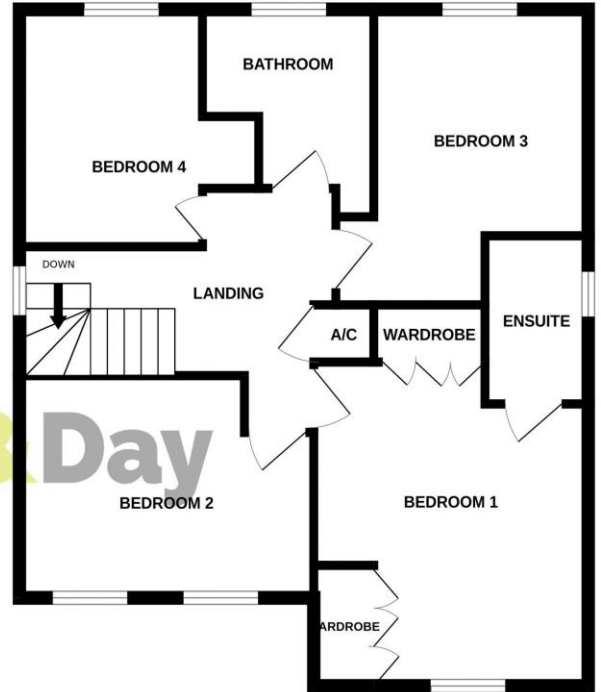 BATHROOM
BEDROOM 3
BEDROOM 4
DOWN
LANDING
A/C
WARDROBE
ENSUITE
&Day
BEDROOM 2
BEDROOM 1
ARDROBE